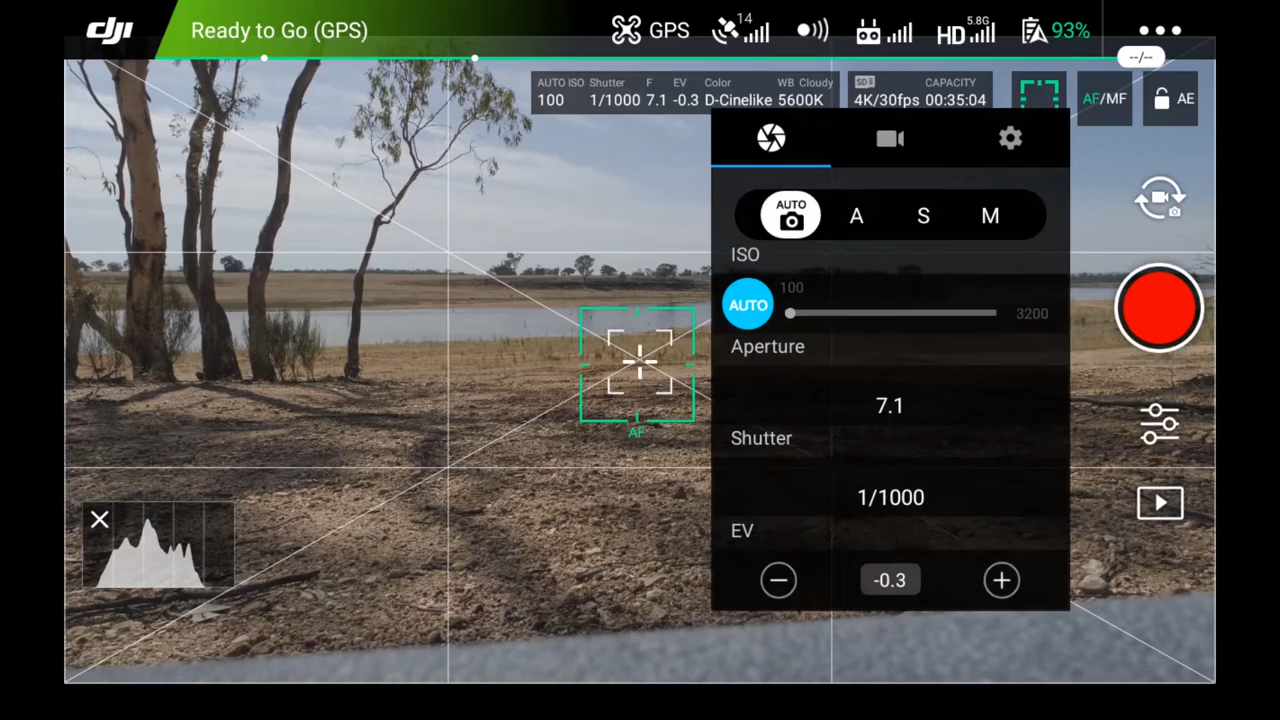 dji Ready to Go (GPS) GPS 14 HD 5.8G 93%
--/--
AUTO ISO Shutter F EV Color WB Cloudy SD CAPACITY
100 1/1000 7.1 -0.3 D-Cinelike 5600K 4K/30fps 00:35:04 AF/MF AE
AUTO A S M
ISO
AUTO 100 3200
Aperture
7.1
AF
Shutter
1/1000
EV
-0.3